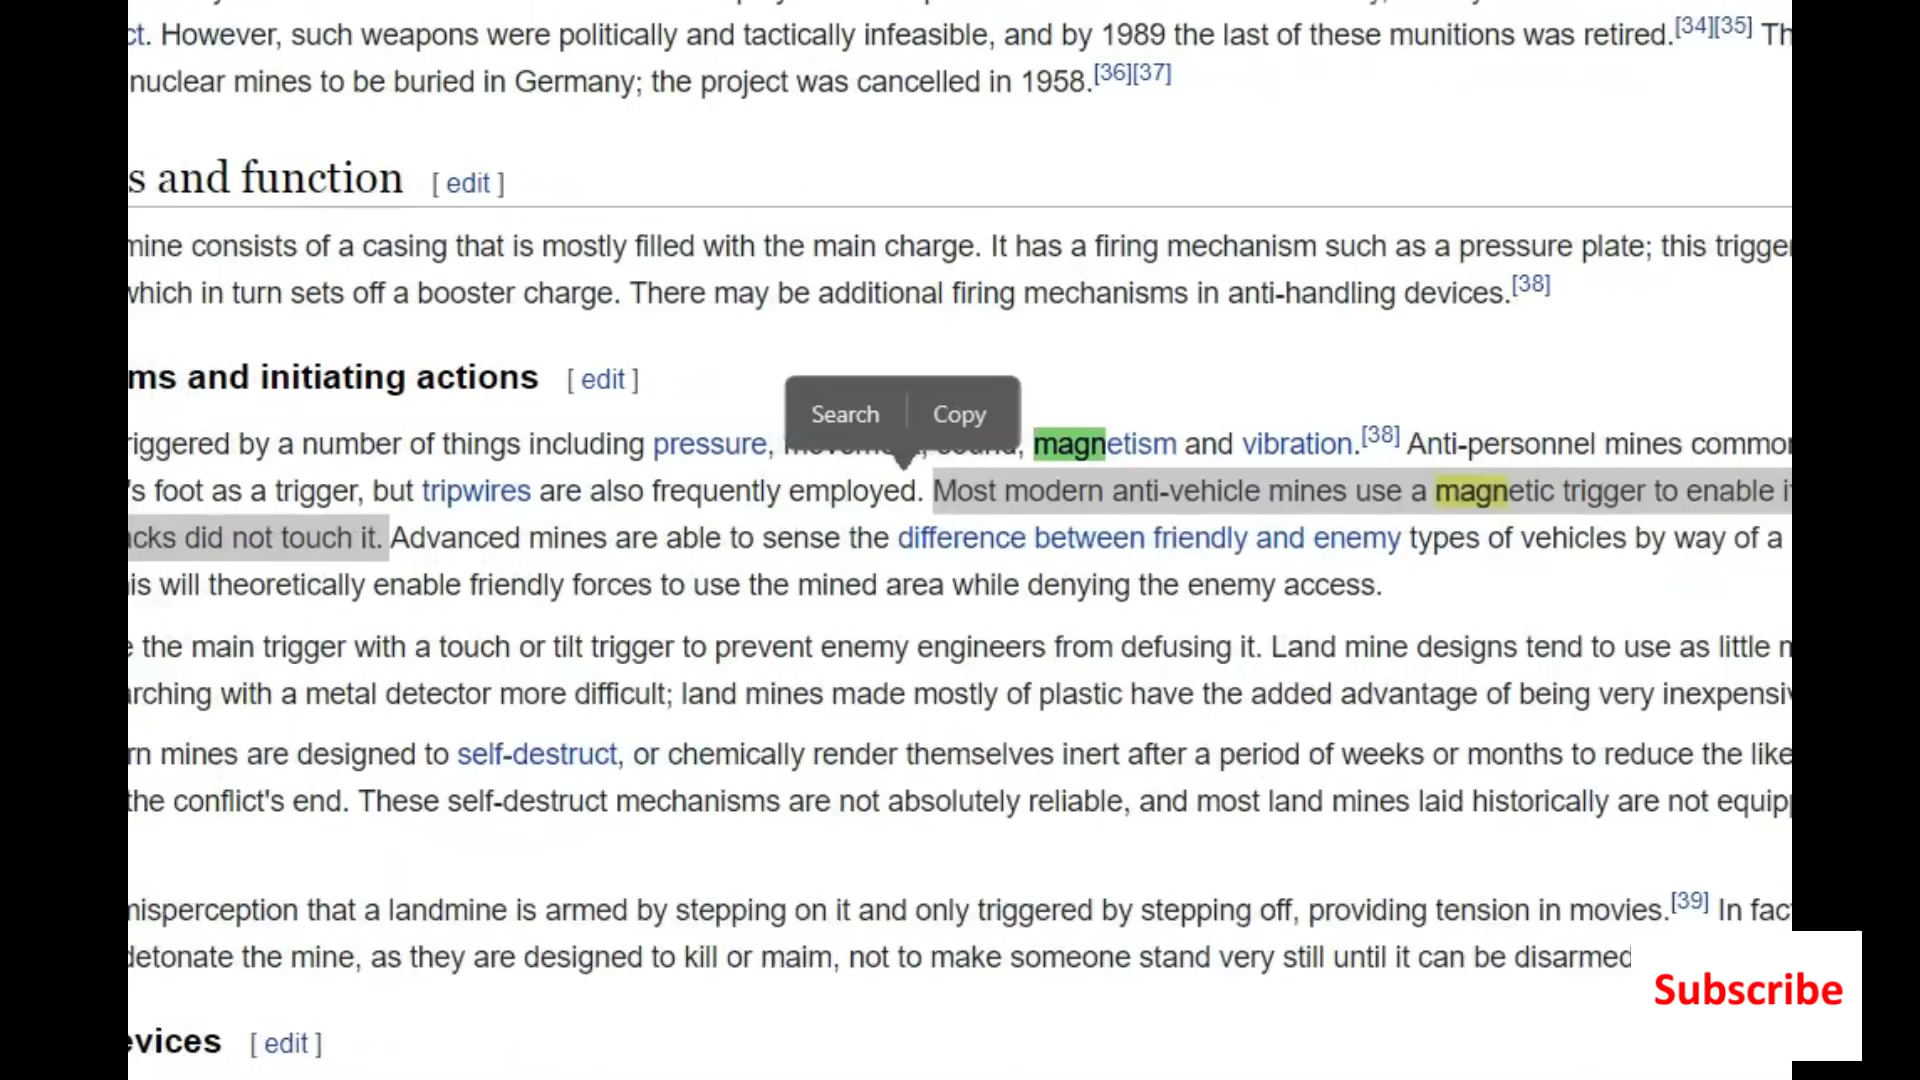 ct. However, such weapons were politically and tactically infeasible, and by 1989 the last of these munitions was retired.[34][35] Th
nuclear mines to be buried in Germany; the project was cancelled in 1958.[36][37]
s and function [ edit ]
mine consists of a casing that is mostly filled with the main charge. It has a firing mechanism such as a pressure plate; this trigger
which in turn sets off a booster charge. There may be additional firing mechanisms in anti-handling devices.[38]
ms and initiating actions [ edit ]
Search Copy
riggered by a number of things including pressure, magnetism and vibration.[38] Anti-personnel mines common
's foot as a trigger, but tripwires are also frequently employed. Most modern anti-vehicle mines use a magnetic trigger to enable i
acks did not touch it. Advanced mines are able to sense the difference between friendly and enemy types of vehicles by way of a
is will theoretically enable friendly forces to use the mined area while denying the enemy access.
e the main trigger with a touch or tilt trigger to prevent enemy engineers from defusing it. Land mine designs tend to use as little m
arching with a metal detector more difficult; land mines made mostly of plastic have the added advantage of being very inexpensiv
rn mines are designed to self-destruct, or chemically render themselves inert after a period of weeks or months to reduce the like
the conflict's end. These self-destruct mechanisms are not absolutely reliable, and most land mines laid historically are not equip
misperception that a landmine is armed by stepping on it and only triggered by stepping off, providing tension in movies.[39] In fac
detonate the mine, as they are designed to kill or maim, not to make someone stand very still until it can be disarmed
Subscribe
evices [ edit ]